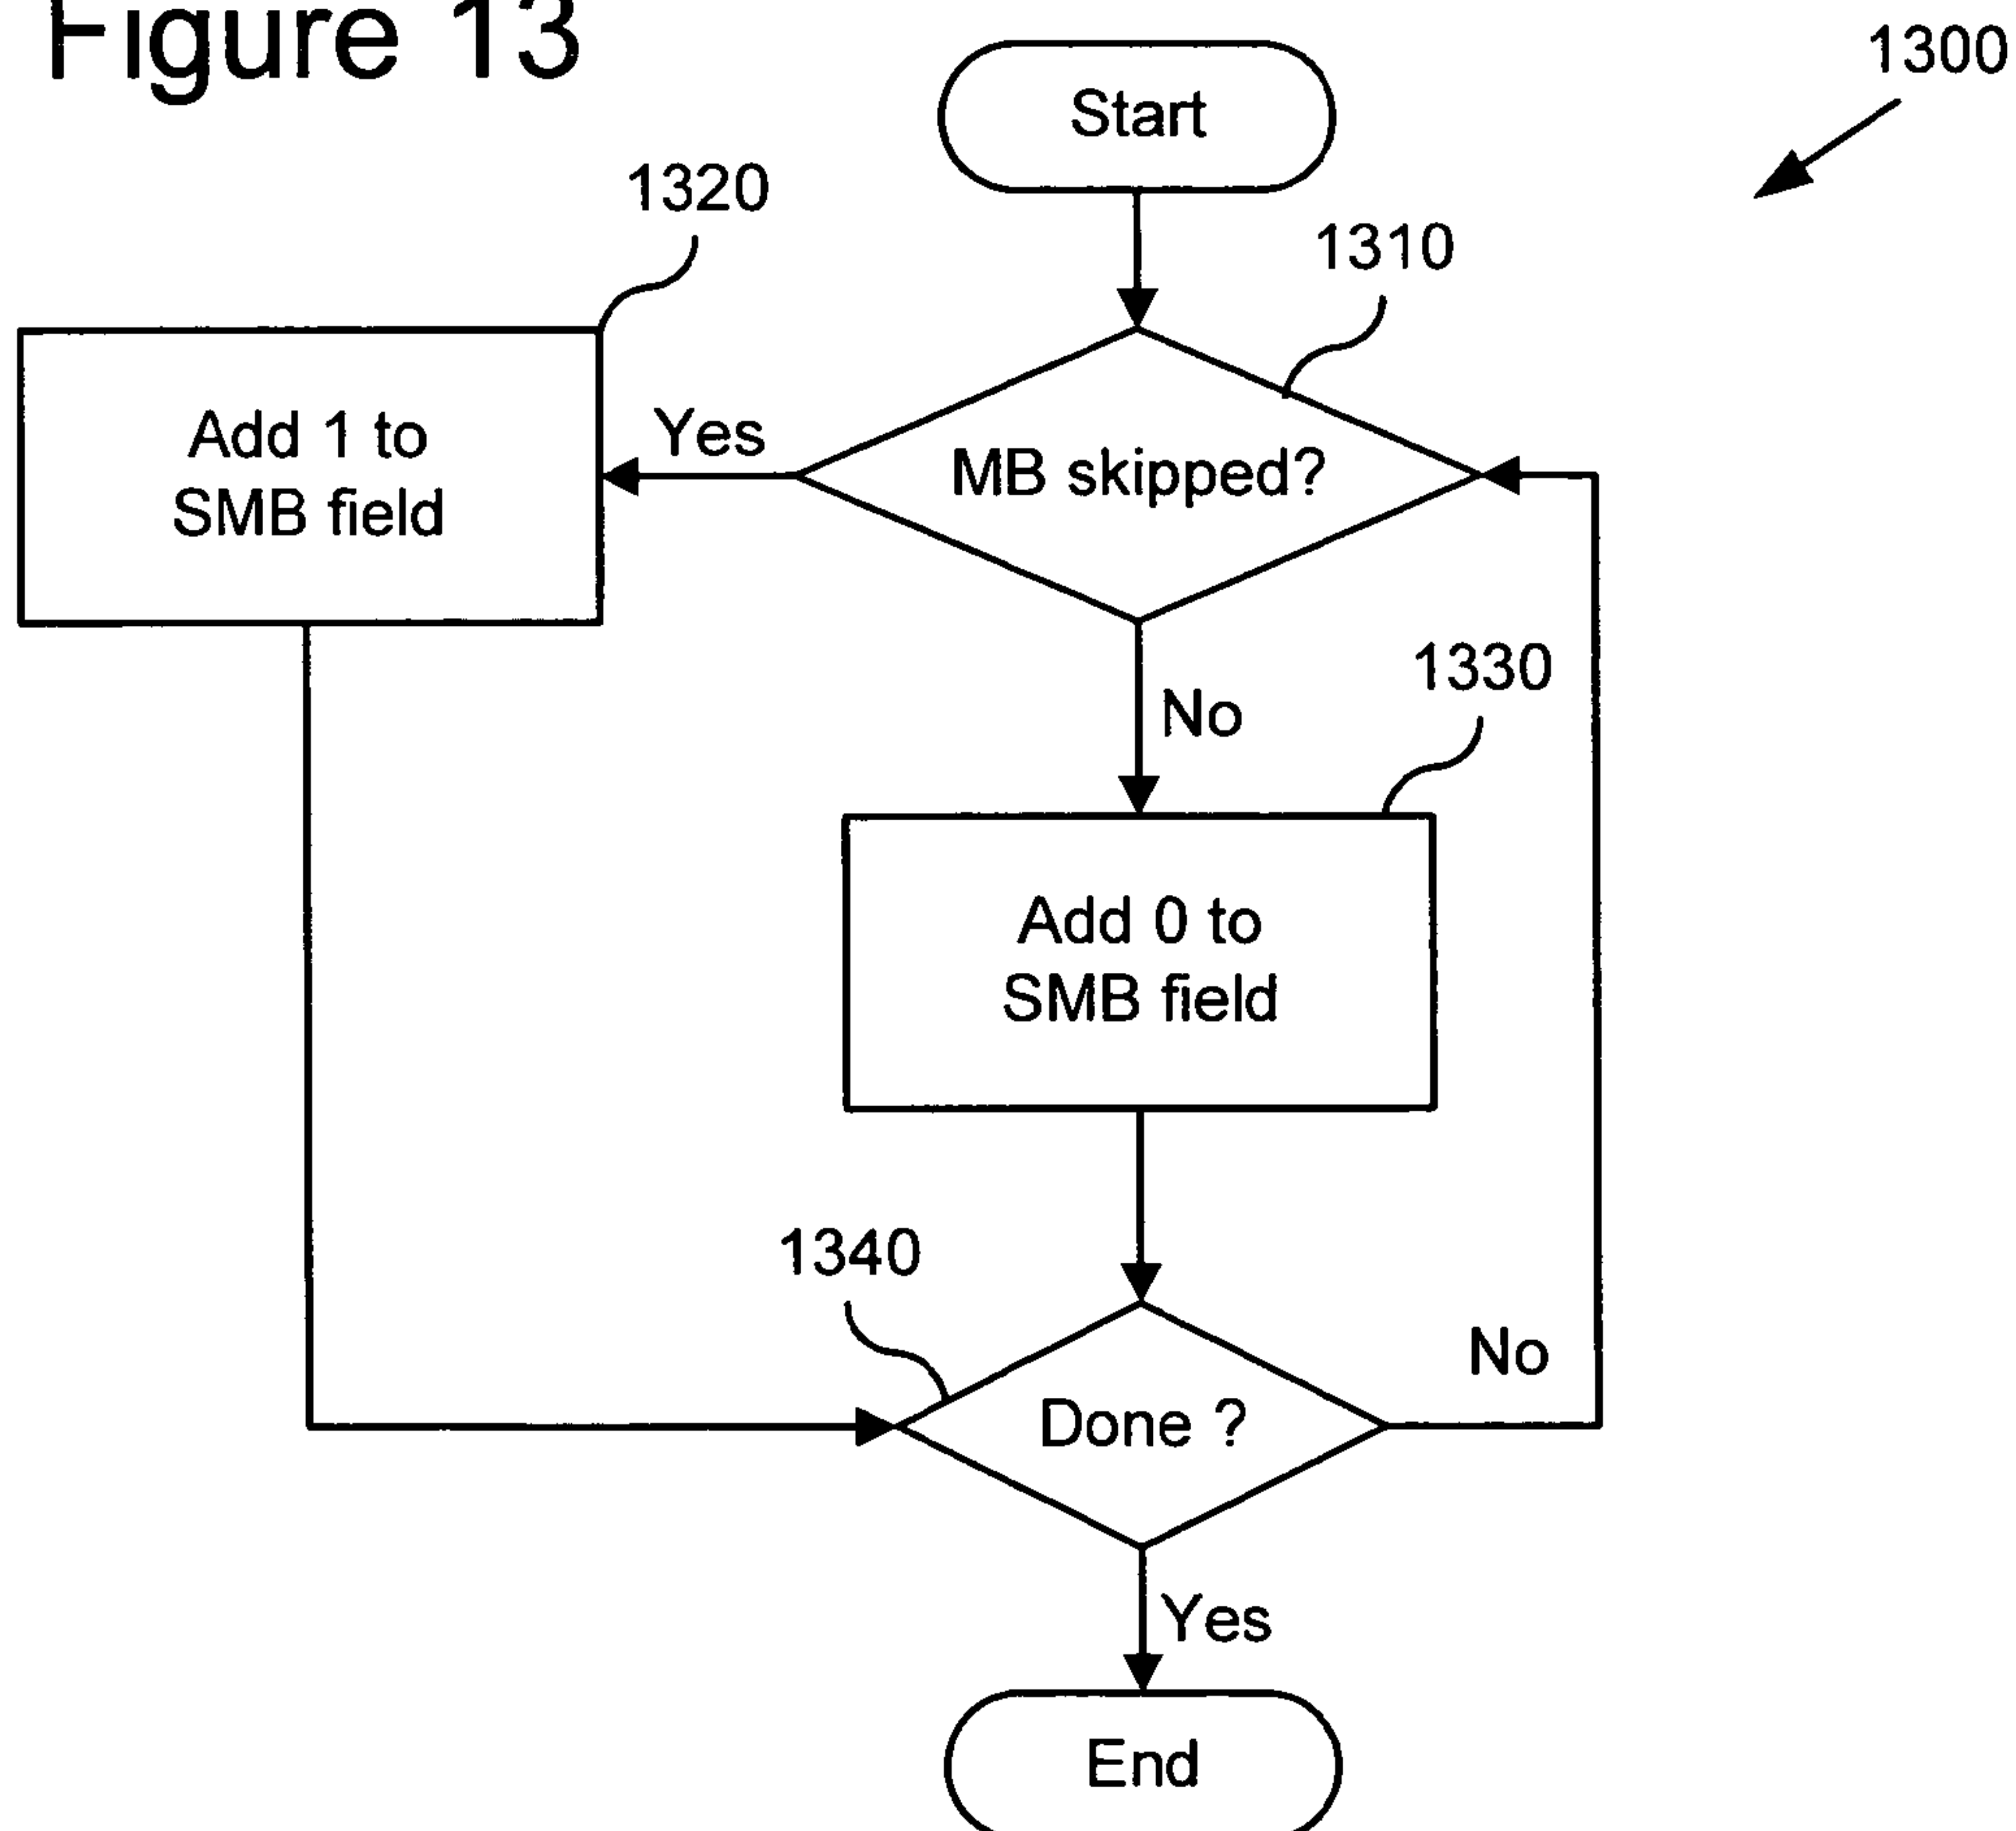 Figure 13
1300
Start
1320
1310
Add 1 to
SMB field
Yes
MB skipped?
No
1330
Add 0 to
SMB field
1340
Done ?
No
Yes
End